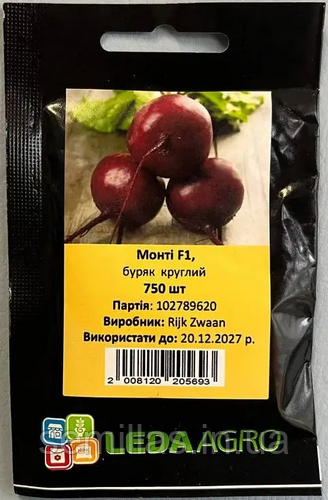 Монті F1,
буряк круглий
750 шт
Партія: 102789620
Виробник: Rijk Zwaan
Використати до: 20.12.2027 р.
2 008120 205693
LEDA.AGRO